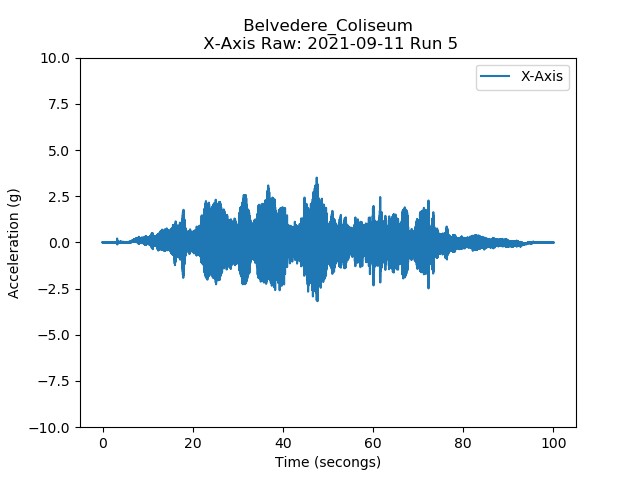 Belvedere_Coliseum
X-Axis Raw: 2021-09-11 Run 5
X-Axis
10.0
7.5
5.0
2.5
0.0
−2.5
−5.0
−7.5
−10.0
Acceleration (g)
0 20 40 60 80 100
Time (secongs)